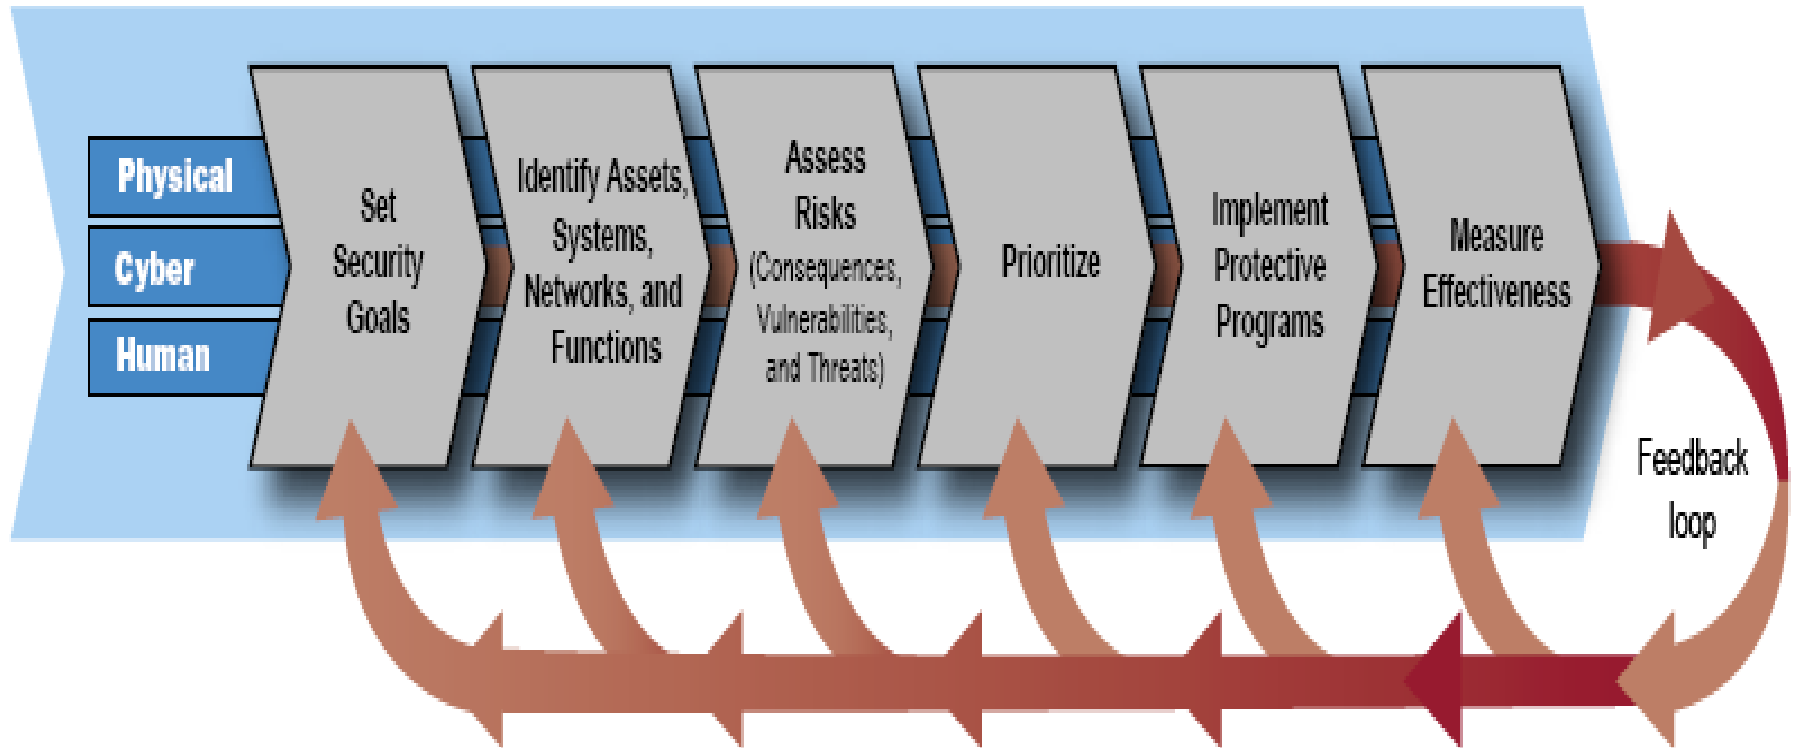 Physical
Cyber
Human
Set
Security
Goals
Identify Assets,
Systems,
Networks, and
Functions
Assess
Risks
(Consequences,
Vulnerabilities,
and Threats)
Prioritize
Implement
Protective
Programs
Measure
Effectiveness
Feedback
loop